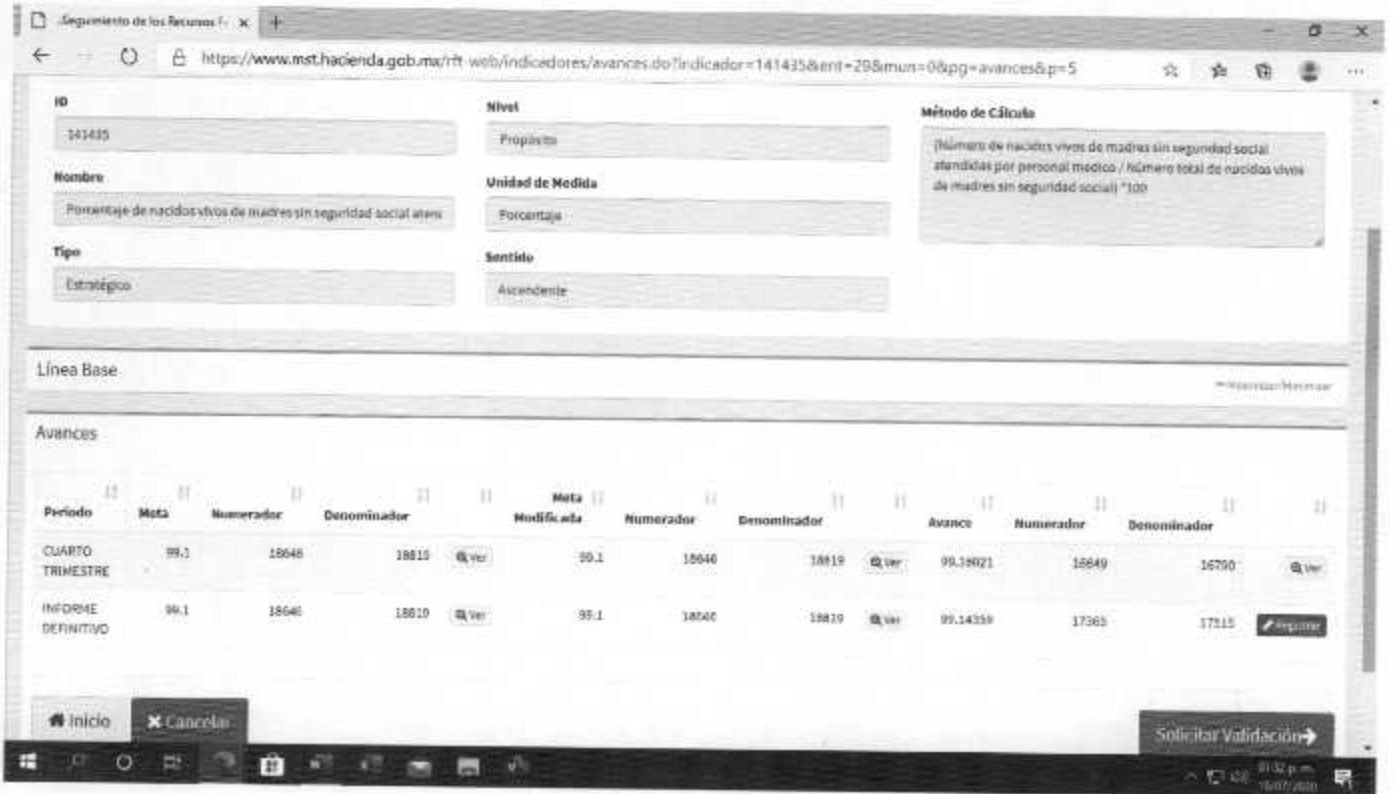 Seguimiento de los Recursos F
https://www.mst.hacienda.gob.mx/rft-web/indicadores/avances.do?indicador=141435&ent=29&mun=0&pg=avances&p=5
ID
141435
Nivel
Propósito
Método de Cálculo
(Número de nacidos vivos de madres sin seguridad social
atendidas por personal medico / Número total de nacidos vivos
de madres sin seguridad social) *100
Nombre
Porcentaje de nacidos vivos de madres sin seguridad social atend
Unidad de Medida
Porcentaje
Tipo
Estratégico
Sentido
Ascendente
Línea Base
Maximizar/Minimizar
Avances
Periodo Meta Numerador Denominador Meta Modificada Numerador Denominador Avance Numerador Denominador
CUARTO TRIMESTRE 99.1 18646 18819 Ver 99.1 18646 18819 Ver 99.16021 16649 16790 Ver
INFORME DEFINITIVO 99.1 18646 18819 Ver 99.1 18646 18819 Ver 99.14359 17365 17515 Registrar
Inicio
Cancelar
Solicitar Validación
01:32 p. m.